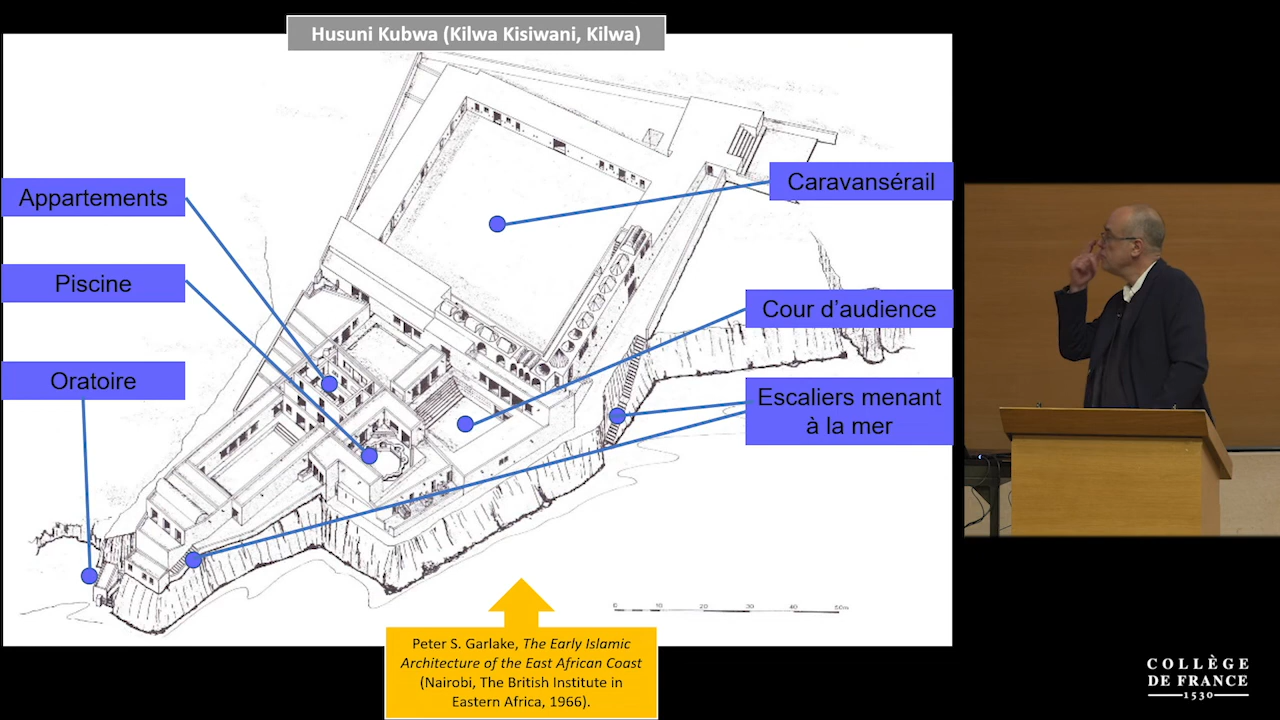 Husuni Kubwa (Kilwa Kisiwani, Kilwa)
Appartements
Piscine
Oratoire
Caravansérail
Cour d’audience
Escaliers menant
à la mer
0 10 20 30 40 50m
Peter S. Garlake, The Early Islamic
Architecture of the East African Coast
(Nairobi, The British Institute in
Eastern Africa, 1966).
COLLÈGE
DE FRANCE
1530